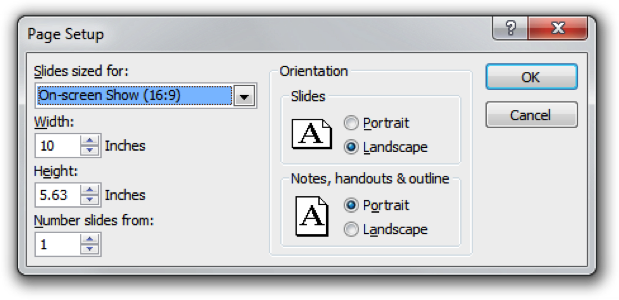 Page Setup
Slides sized for:
On-screen Show (16:9)
Width:
10 Inches
Height:
5.63 Inches
Number slides from:
1
Orientation
Slides
A
Portrait
Landscape
Notes, handouts & outline
A
Portrait
Landscape
?
OK
Cancel